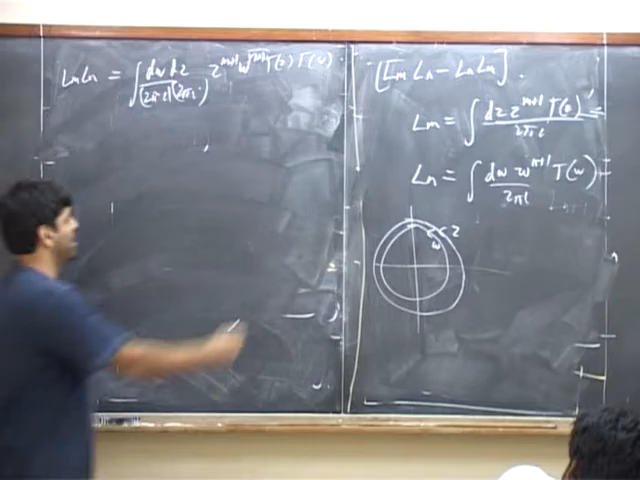 LmLn = ∫ dw dz / (2πi)(2πi) z^{m+1} w^{n+1} T(z) T(w).
[Lm Ln - Ln Lm].
Lm = ∫ dz z^{m+1} T(z) / 2πi =
Ln = ∫ dw w^{n+1} T(w) / 2πi
z
w